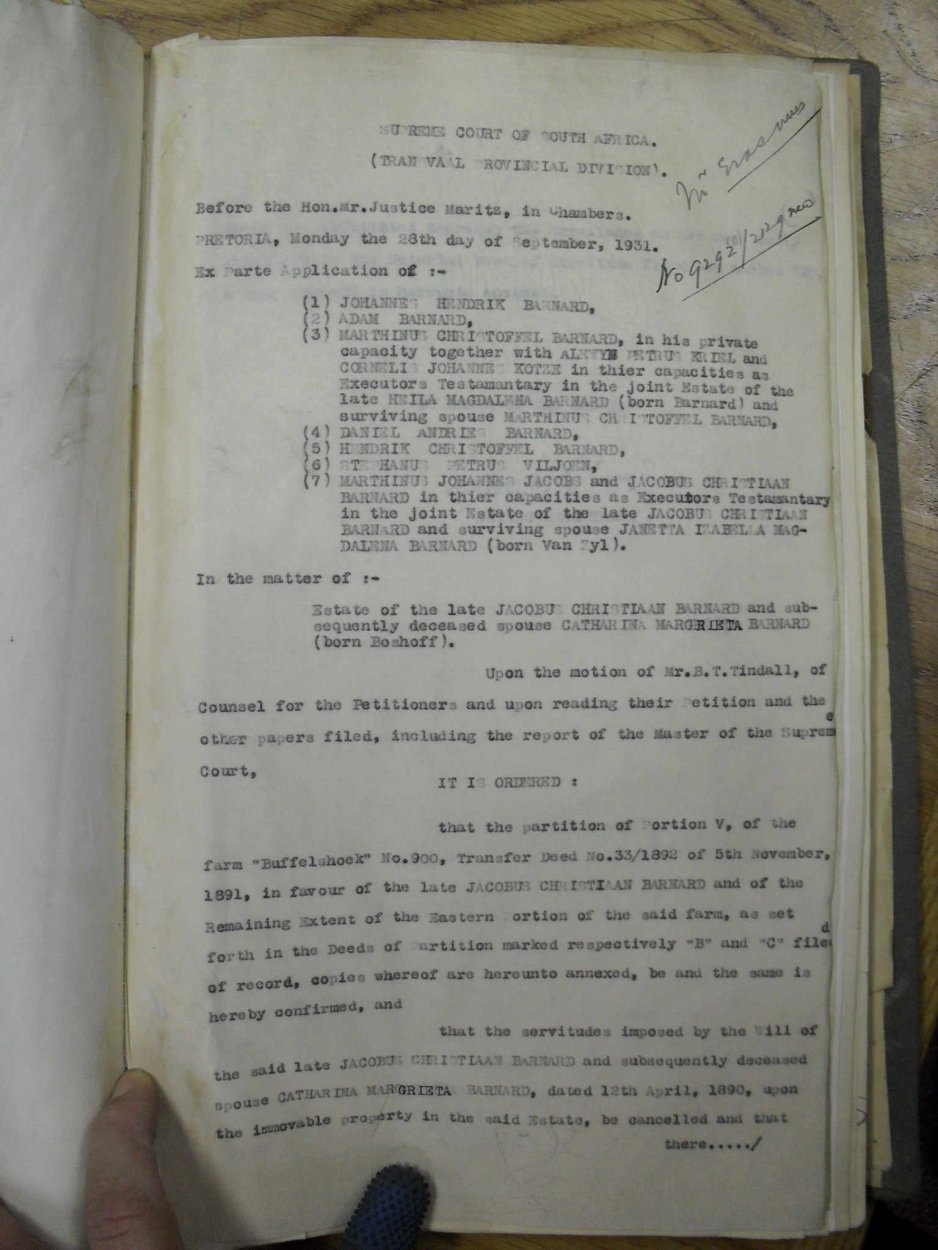 SUPREME COURT OF SOUTH AFRICA.
(TRANSVAAL PROVINCIAL DIVISION).
Mr Erasmus
Before the Hon.Mr.Justice Maritz, in Chambers.
PRETORIA, Monday the 28th day of September, 1931.
No 9292
Ex Parte Application of :-
(1) JOHANNES HENDRIK BARNARD,
(2) ADAM BARNARD,
(3) MARTHINUS CHRISTOFFEL BARNARD, in his private
capacity together with ALEWYN PETRUS KRIEL and
CORNELIS JOHANNES KOTZE in thier capacities as
Executors Testamantary in the joint Estate of the
late HEILA MAGDALENA BARNARD (born Barnard) and
surviving spouse MARTHINUS CHRISTOFFEL BARNARD,
(4) DANIEL ANDRIES BARNARD,
(5) HENDRIK CHRISTOFFEL BARNARD,
(6) STEPHANUS PETRUS VILJOEN,
(7) MARTHINUS JOHANNES JACOBS and JACOBUS CHRISTIAAN
BARNARD in thier capacities as Executors Testamantary
in the joint Estate of the late JACOBUS CHRISTIAAN
BARNARD and surviving spouse JANETTA IZABELLA MAG-
DALENA BARNARD (born Van Zyl).
In the matter of :-
Estate of the late JACOBUS CHRISTIAAN BARNARD and sub-
sequently deceased spouse CATHARINA MARGRIETA BARNARD
(born Boshoff).
Upon the motion of Mr.B.T.Tindall, of
Counsel for the Petitioners and upon reading their Petition and the
other papers filed, including the report of the Master of the Supreme
Court,
IT IS ORDERED :
that the partition of Portion V, of the
farm "Buffelshoek" No.900, Transfer Deed No.33/1892 of 5th November,
1891, in favour of the late JACOBUS CHRISTIAAN BARNARD and of the
Remaining Extent of the Eastern Portion of the said farm, as set
forth in the Deeds of Partition marked respectively "B" and "C" filed
of record, copies whereof are hereunto annexed, be and the same is
hereby confirmed, and
that the servitudes imposed by the Will of
the said late JACOBUS CHRISTIAAN BARNARD and subsequently deceased
spouse CATHARINA MARGRIETA BARNARD, dated 12th April, 1890, upon
the immovable property in the said Estate, be cancelled and that
there...../